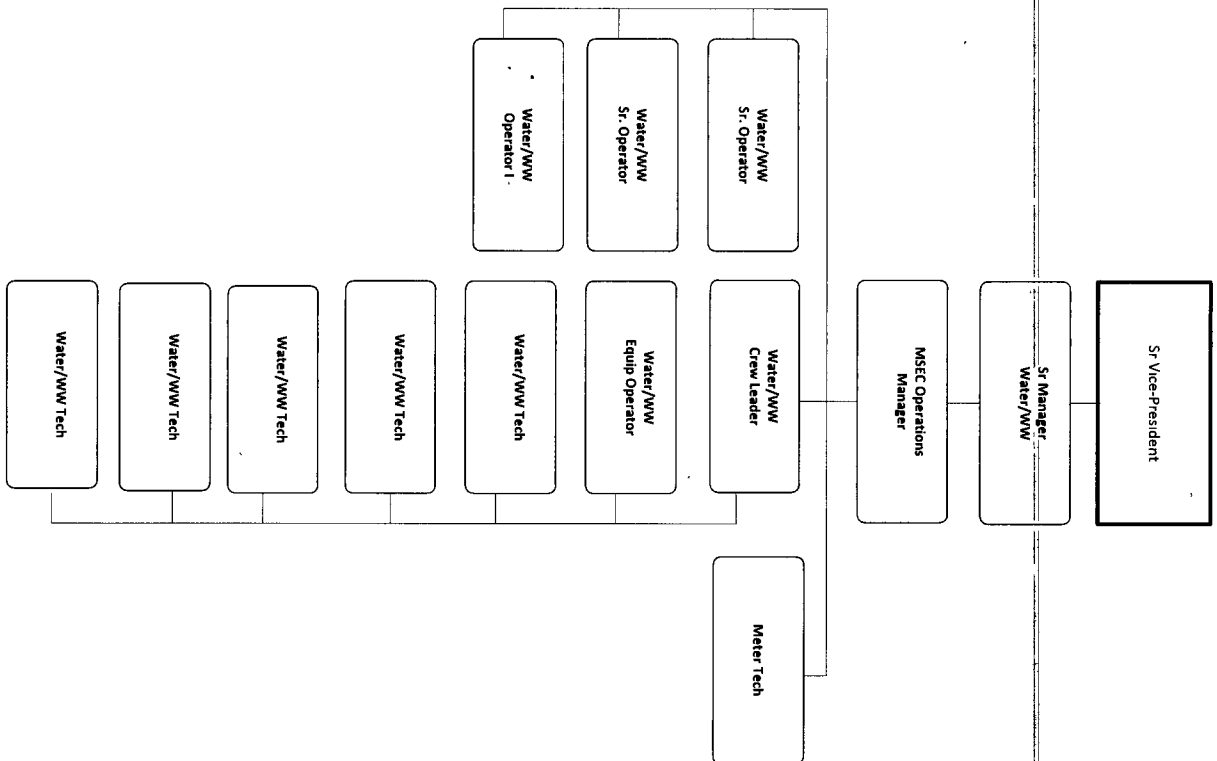 Sr Vice-President
Sr Manager
Water/WW
MSEC Operations
Manager
Water/WW
Sr. Operator
Water/WW
Crew Leader
Meter Tech
Water/WW
Sr. Operator
Water/WW
Equip Operator
Water/WW
Operator I
Water/WW Tech
Water/WW Tech
Water/WW Tech
Water/WW Tech
Water/WW Tech